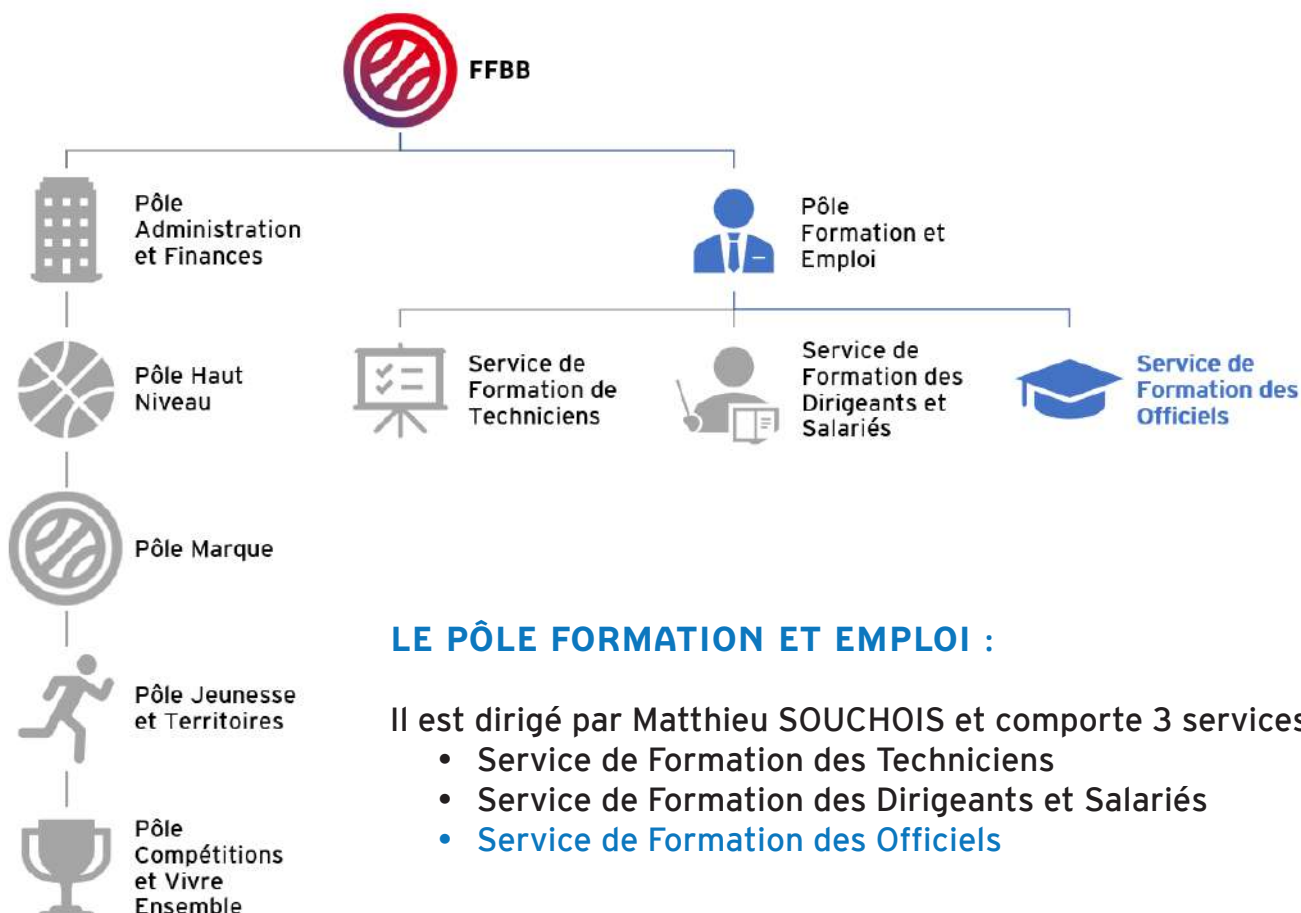 FFBB
Pôle
Administration
et Finances
Pôle
Formation et
Emploi
Pôle Haut
Niveau
Service de
Formation de
Techniciens
Service de
Formation des
Dirigeants et
Salariés
Service de
Formation des
Officiels
Pôle Marque
LE PÔLE FORMATION ET EMPLOI :
Pôle Jeunesse
et Territoires
Il est dirigé par Matthieu SOUCHOIS et comporte 3 services
• Service de Formation des Techniciens
• Service de Formation des Dirigeants et Salariés
• Service de Formation des Officiels
Pôle
Compétitions
et Vivre
Ensemble